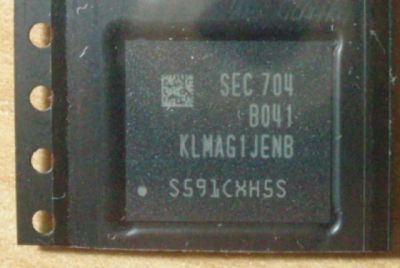 SEC 704
B041
KLMAG1JENB
S591CXH5S